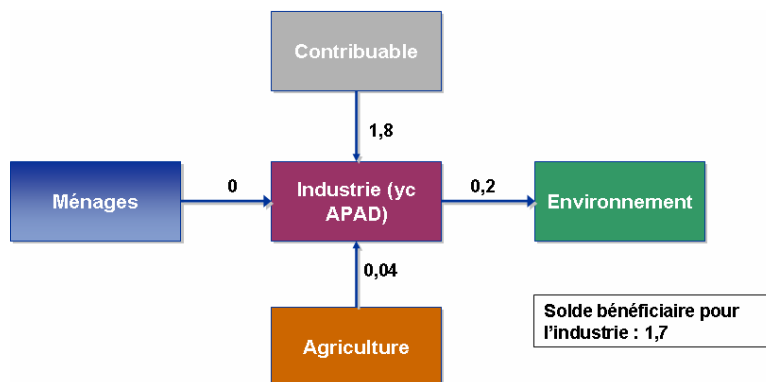 Contribuable
1,8
Ménages
0
Industrie (yc
APAD)
0,2
Environnement
0,04
Agriculture
Solde bénéficiaire pour
l'industrie : 1,7